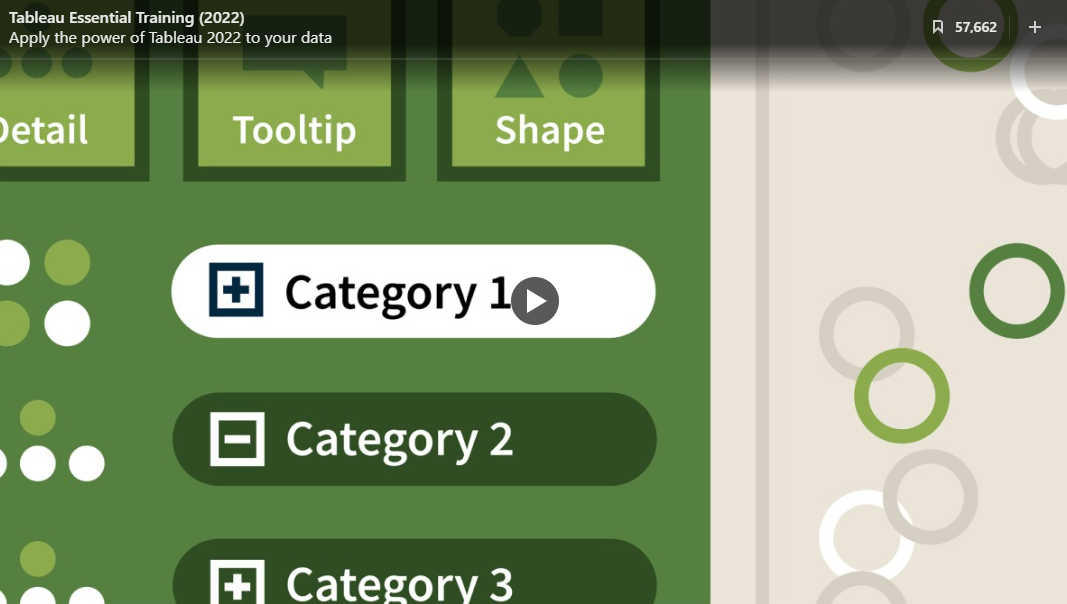 Tableau Essential Training (2022)
Apply the power of Tableau 2022 to your data
57,662
Detail
Tooltip
Shape
Category 1
Category 2
Category 3